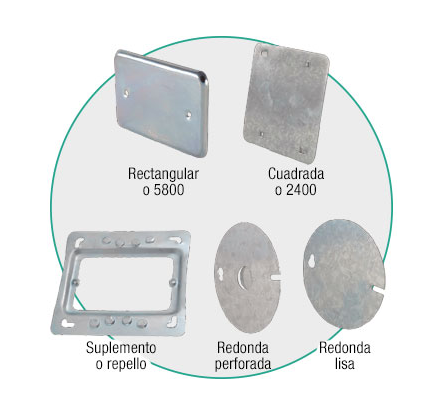 Rectangular
o 5800
Cuadrada
o 2400
Suplemento
o repello
Redonda
perforada
Redonda
lisa